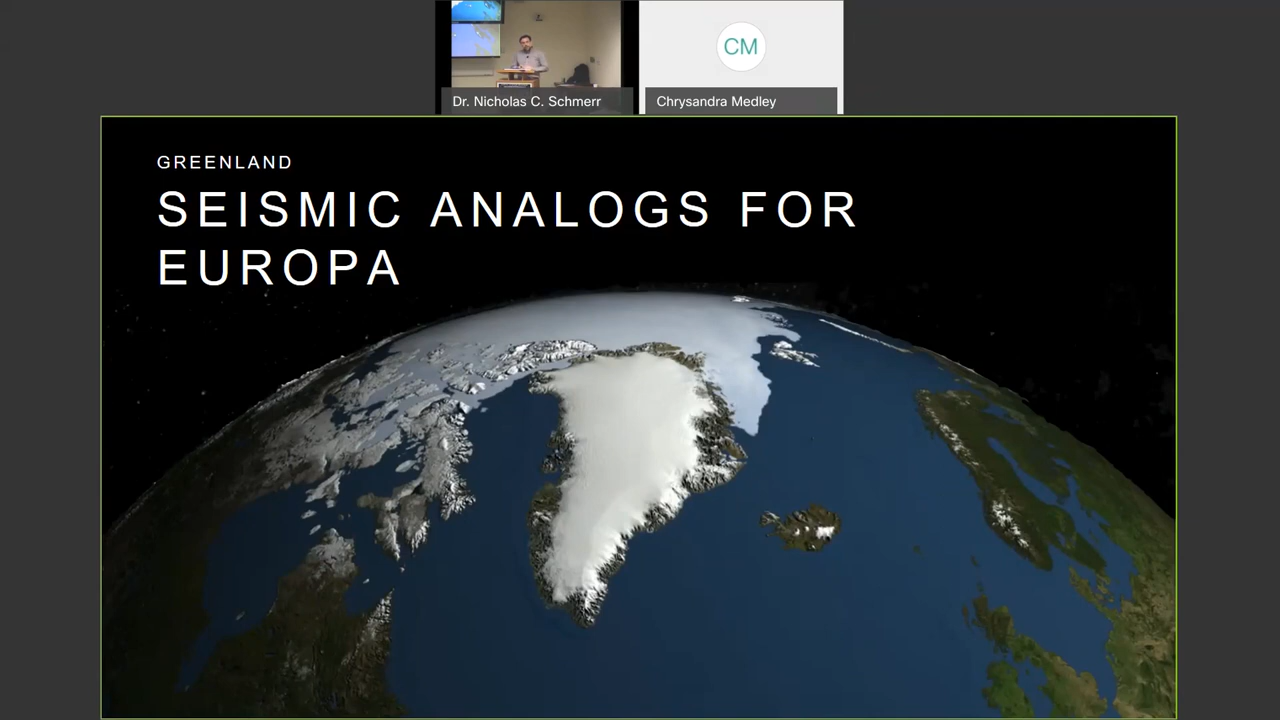 CM
Dr. Nicholas C. Schmerr
Chrysandra Medley
GREENLAND
SEISMIC ANALOGS FOR
EUROPA